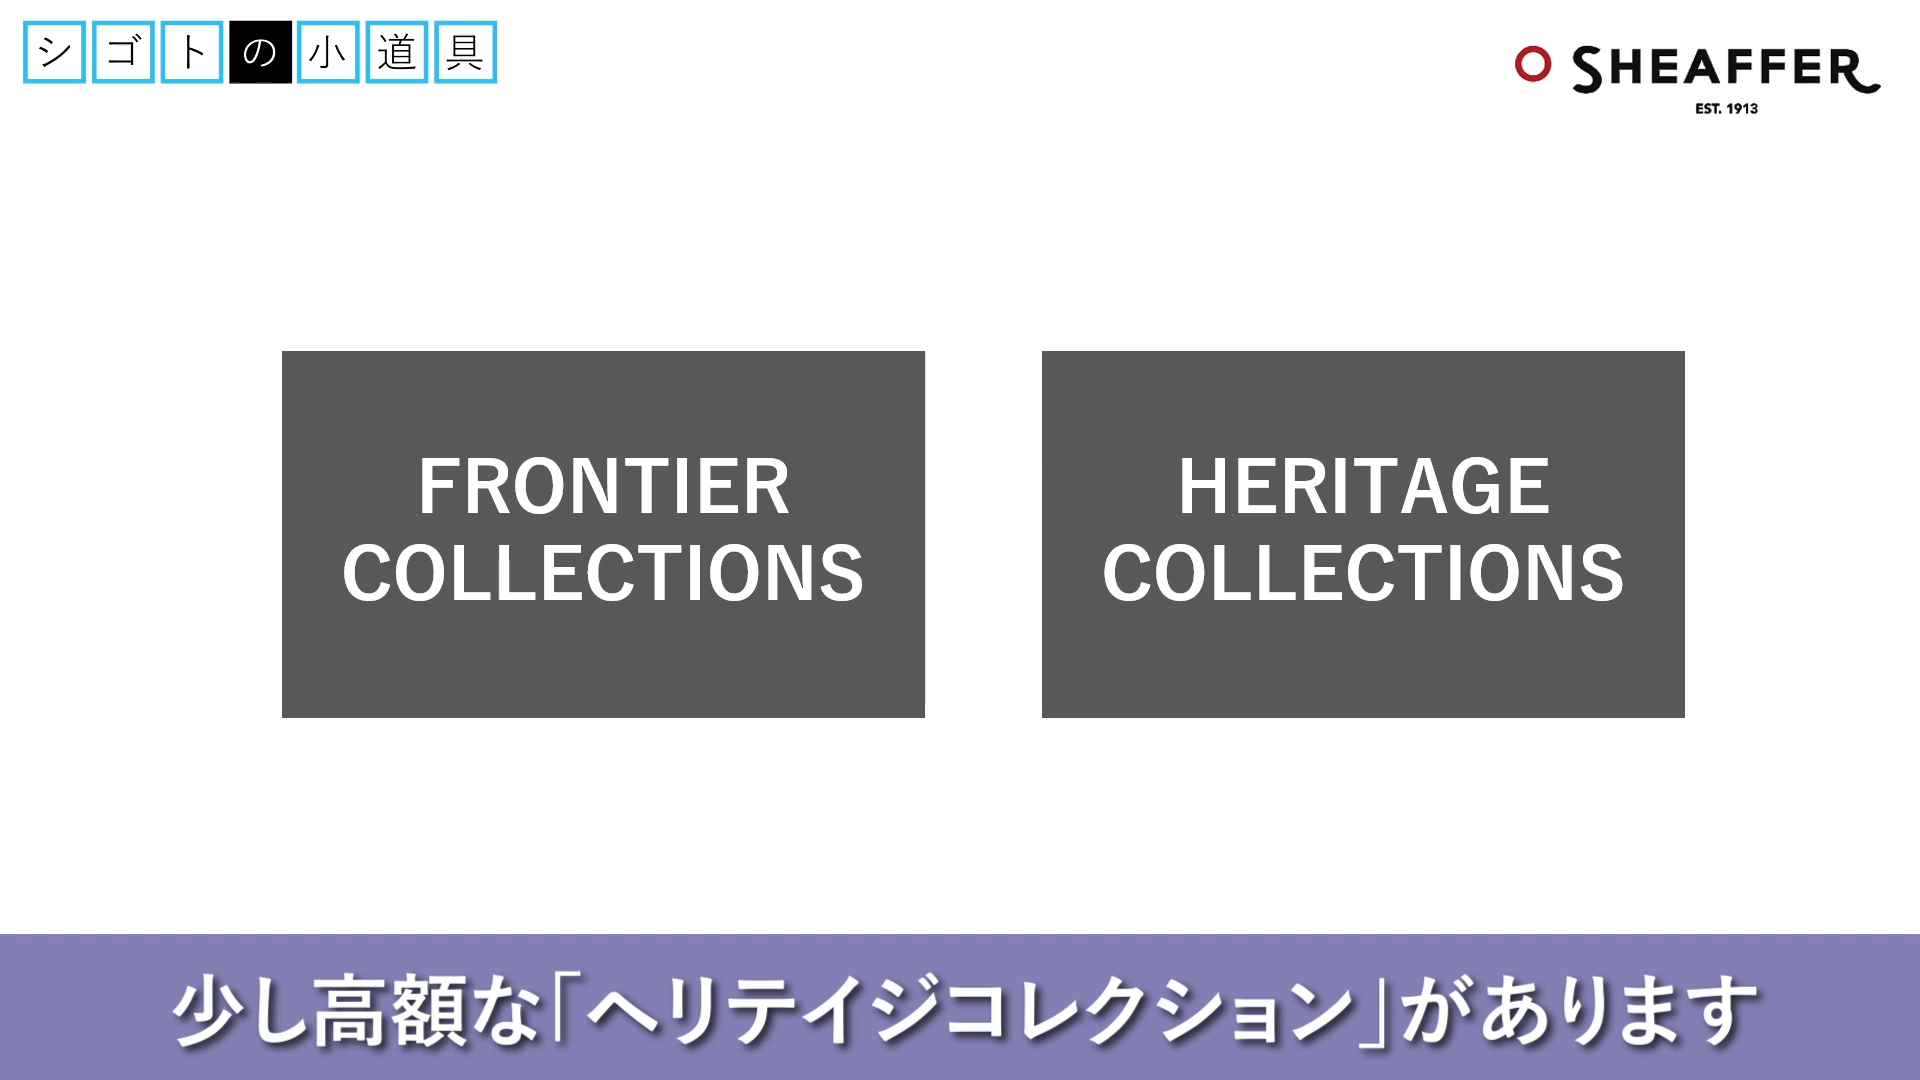 シゴトの小道具
SHEAFFER
EST. 1913
FRONTIER
COLLECTIONS
HERITAGE
COLLECTIONS
少し高額な「ヘリテイジコレクション」があります